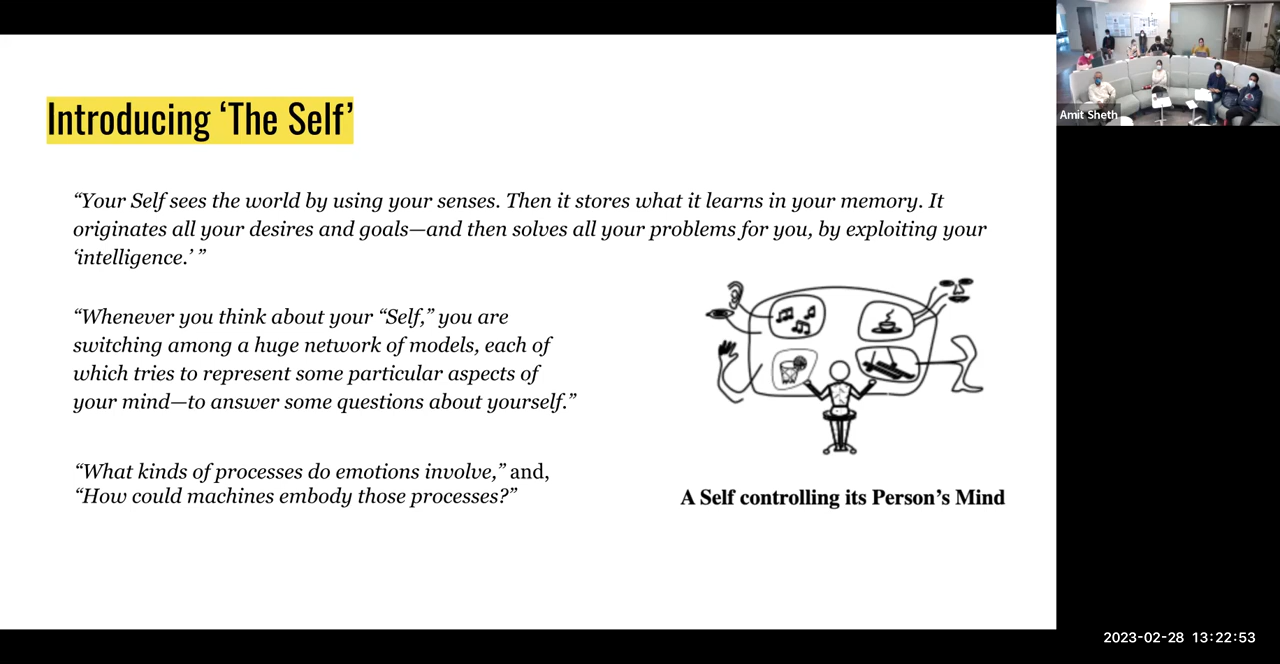 Introducing ‘The Self’
“Your Self sees the world by using your senses. Then it stores what it learns in your memory. It
originates all your desires and goals—and then solves all your problems for you, by exploiting your
‘intelligence.’ ”
“Whenever you think about your “Self,” you are
switching among a huge network of models, each of
which tries to represent some particular aspects of
your mind—to answer some questions about yourself.”
“What kinds of processes do emotions involve,” and,
“How could machines embody those processes?”
A Self controlling its Person’s Mind
Amit Sheth
2023-02-28 13:22:53